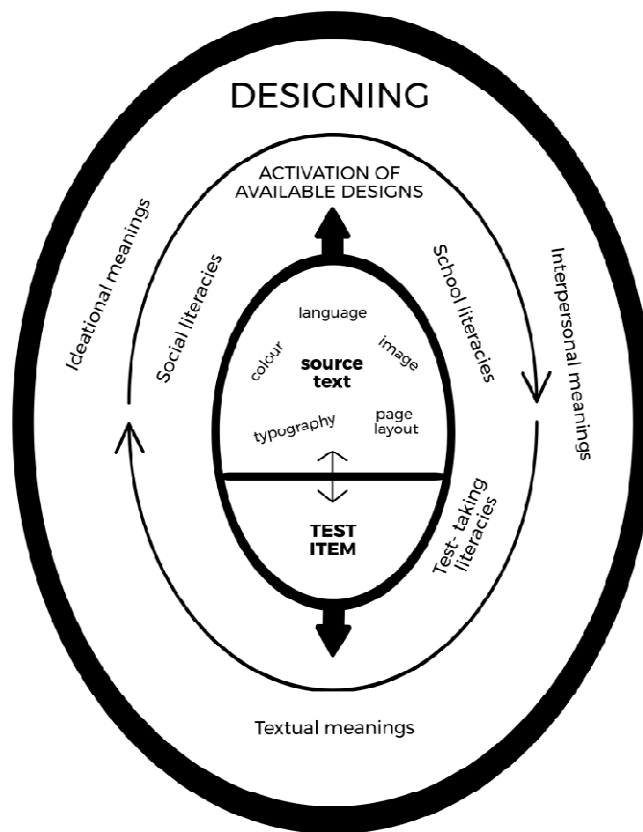 DESIGNING
ACTIVATION OF
AVAILABLE DESIGNS
Ideational meanings
Social literacies
School literacies
Interpersonal meanings
language
colour
image
source
text
typography
page
layout
TEST
ITEM
Test- taking
literacies
Textual meanings